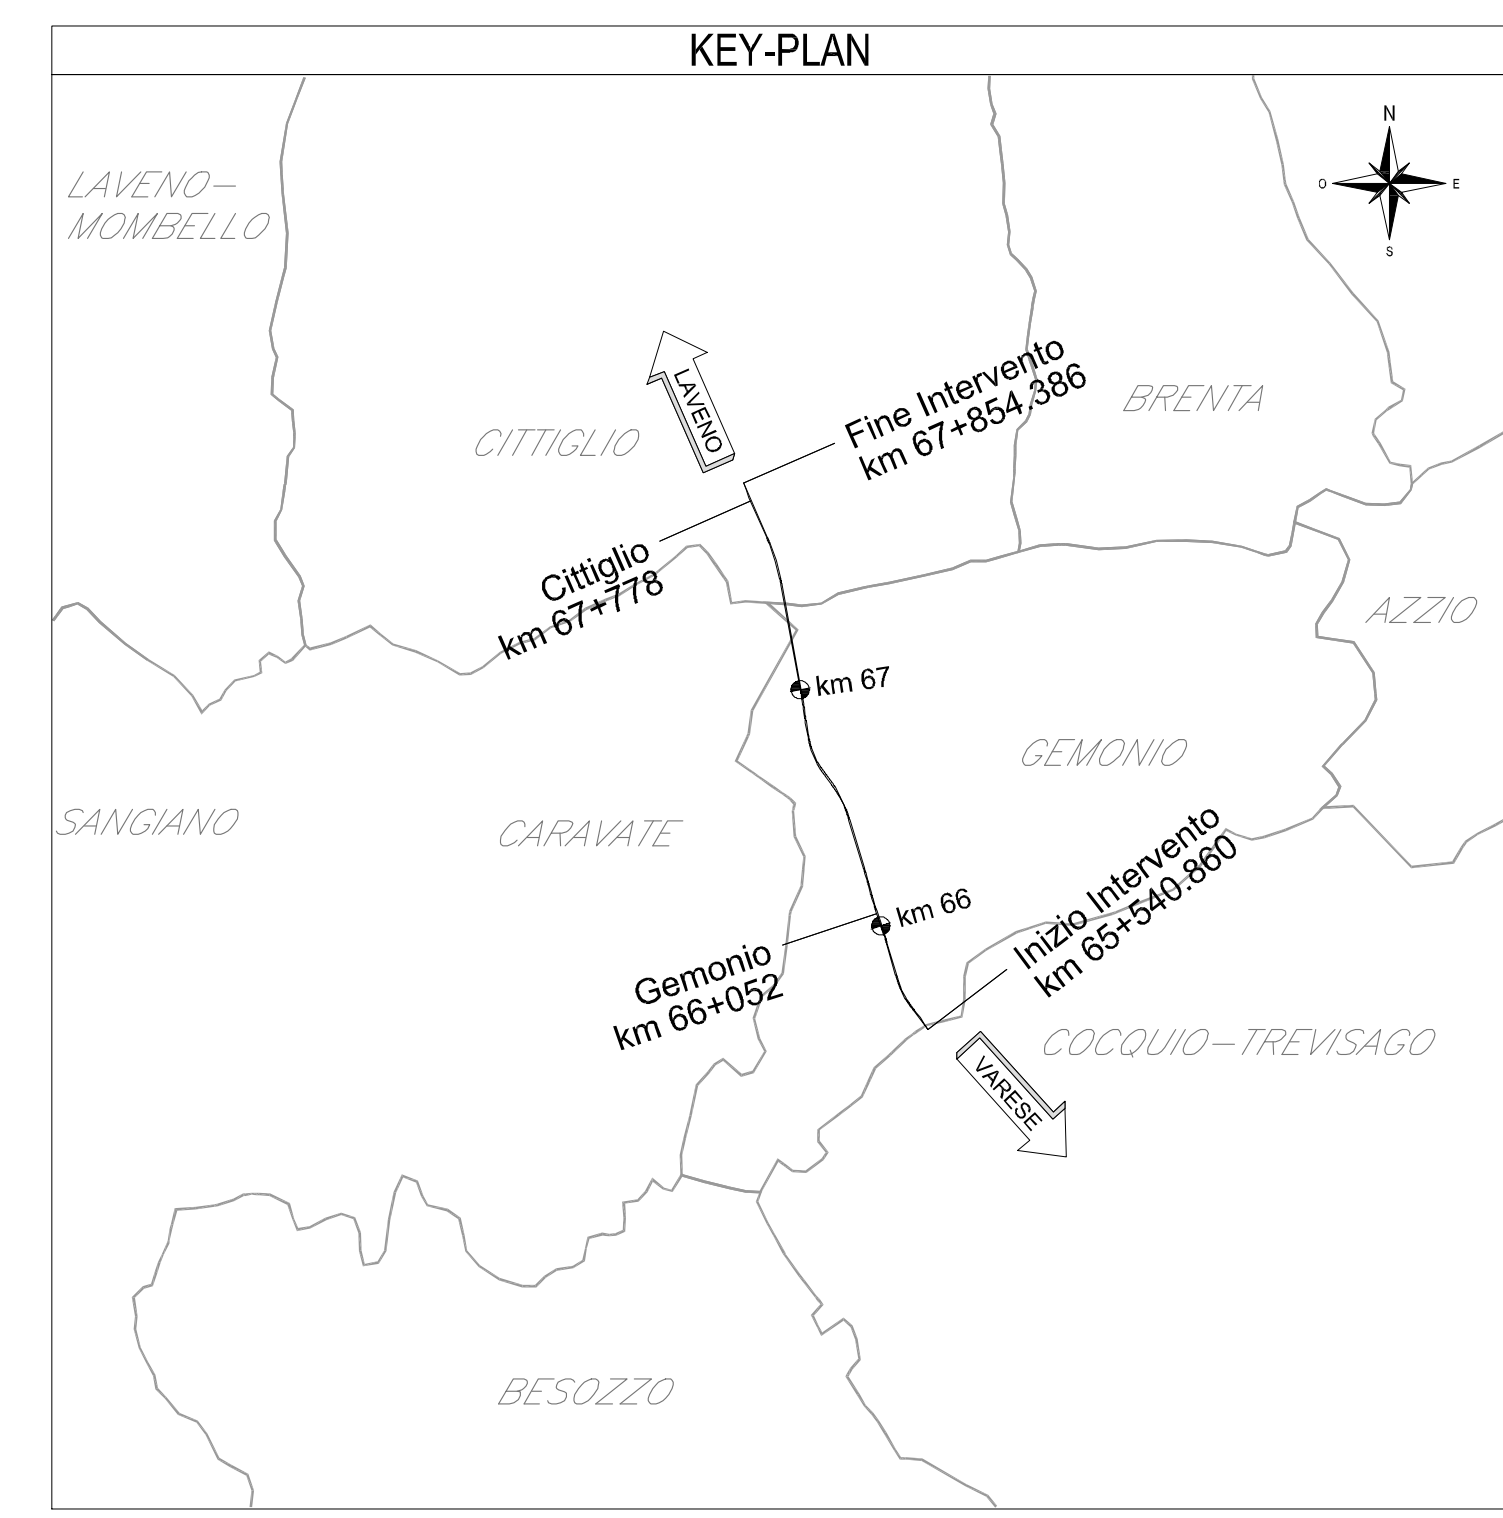 KEY-PLAN
N
O
E
S
LAVENO-
MOMBELLO
LAVENO
Fine Intervento
km 67+854.386
BRENTA
CITTIGLIO
Cittiglio
km 67+778
AZZIO
km 67
GEMONIO
SANGIANO
CARAVATE
Inizio Intervento
km 65+540.860
km 66
Gemonio
km 66+052
COCQUIO-TREVISAGO
VARESE
BESOZZO